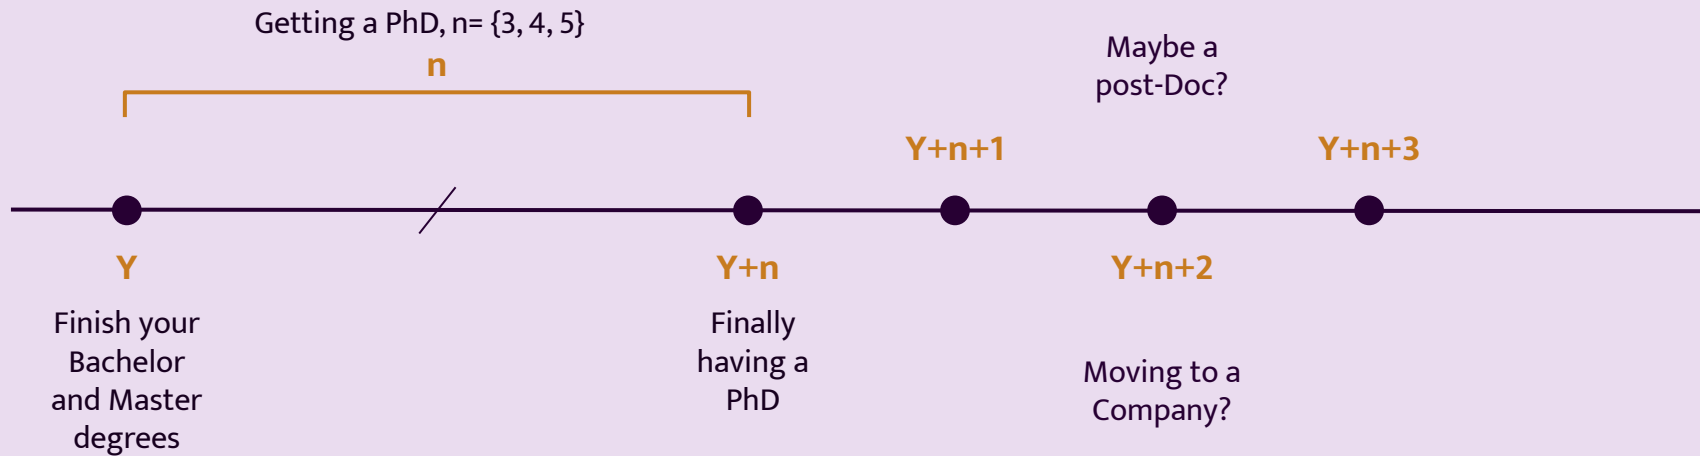 Getting a PhD, n= {3, 4, 5}
n
Maybe a
post-Doc?
Y+n+1
Y+n+3
Y
Y+n
Y+n+2
Finish your
Bachelor
and Master
degrees
Finally
having a
PhD
Moving to a
Company?